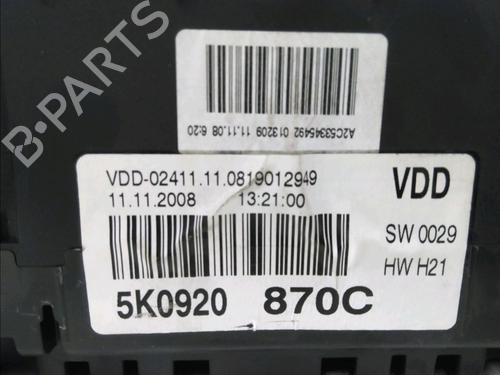 A2C53345492 013209 11.11.08 6:20
VDD-02411.11.0819012949
11.11.2008 13:21:00
VDD
SW 0029
HW H21
5K0920 870C
B-PARTS